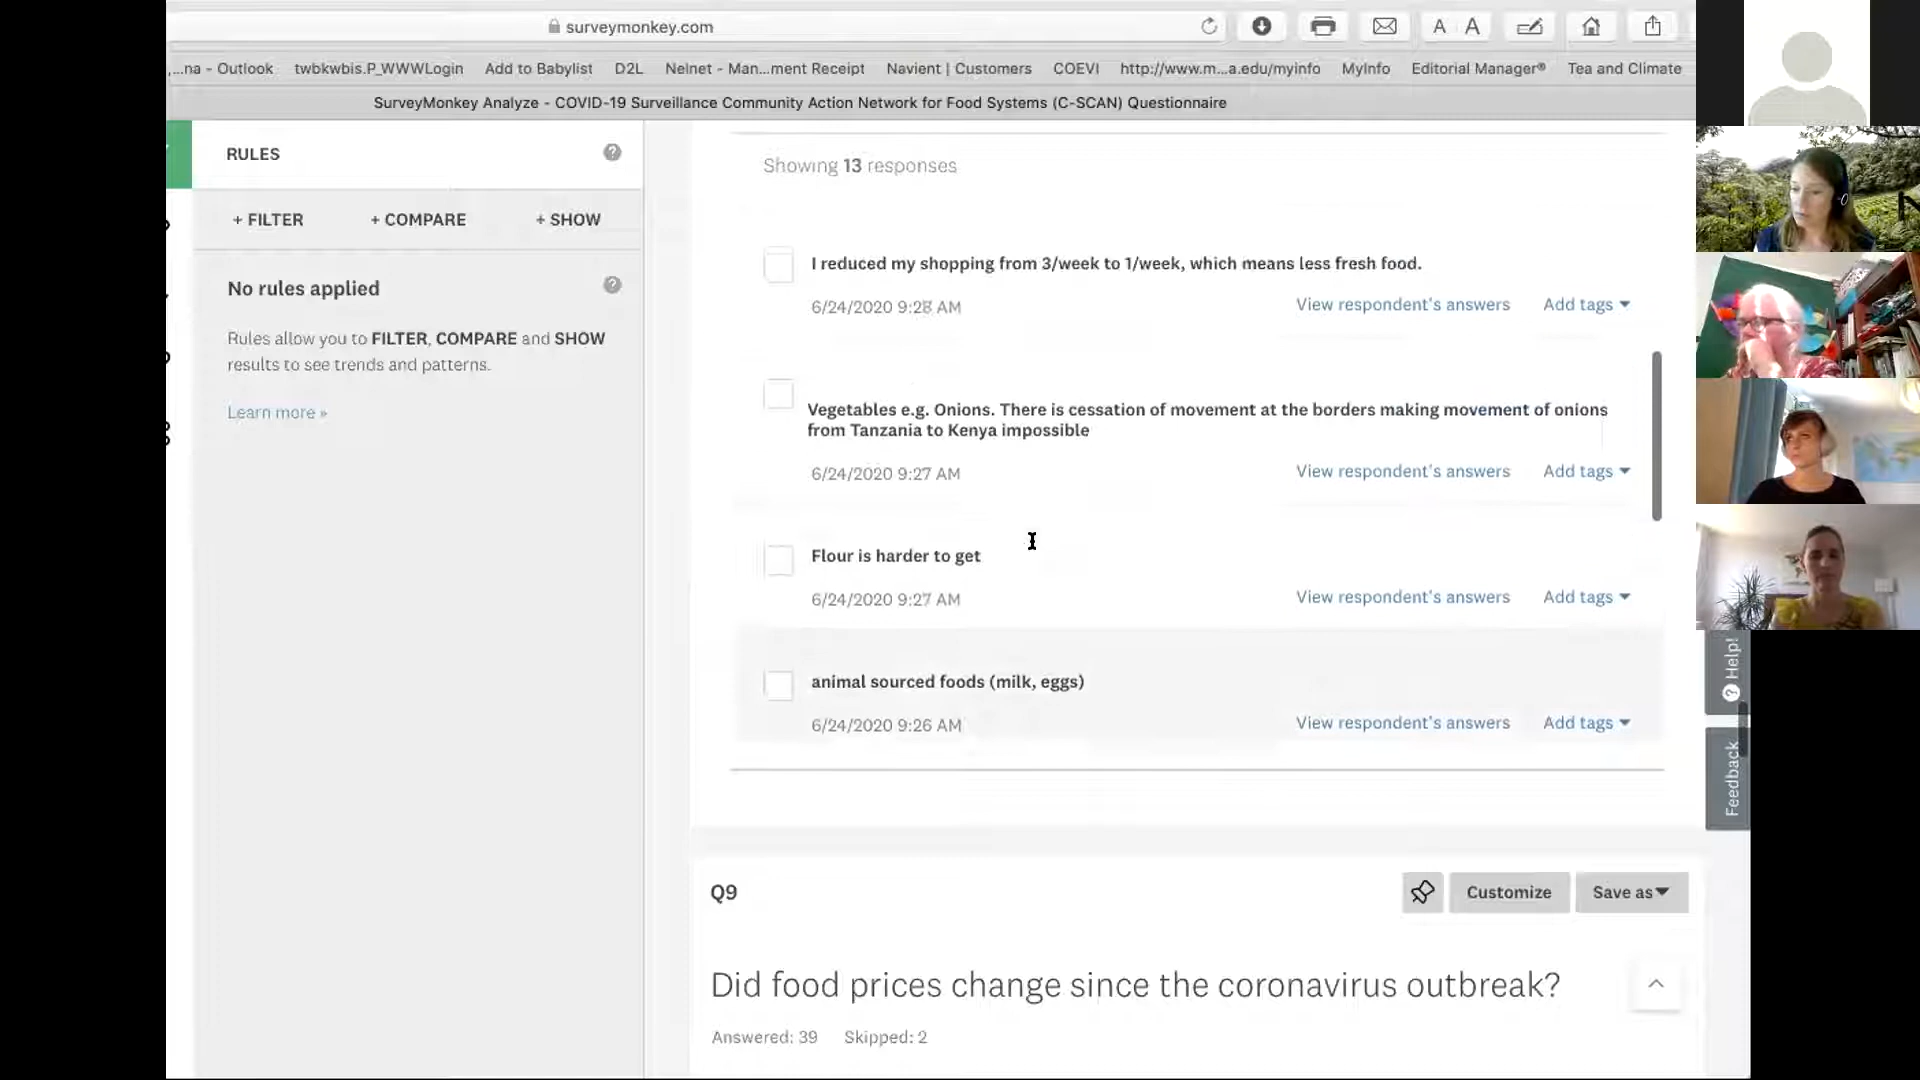 surveymonkey.com
A A
,...na - Outlook twbkwbis.P_WWWLogin Add to Babylist D2L Nelnet - Man...ment Receipt Navient | Customers COEVI http://www.m...a.edu/myinfo MyInfo Editorial Manager® Tea and Climate
SurveyMonkey Analyze - COVID-19 Surveillance Community Action Network for Food Systems (C-SCAN) Questionnaire
RULES
+ FILTER + COMPARE + SHOW
No rules applied
Rules allow you to FILTER, COMPARE and SHOW
results to see trends and patterns.
Learn more »
Showing 13 responses
I reduced my shopping from 3/week to 1/week, which means less fresh food.
6/24/2020 9:28 AM View respondent's answers Add tags
Vegetables e.g. Onions. There is cessation of movement at the borders making movement of onions
from Tanzania to Kenya impossible
6/24/2020 9:27 AM View respondent's answers Add tags
Flour is harder to get
6/24/2020 9:27 AM View respondent's answers Add tags
animal sourced foods (milk, eggs)
6/24/2020 9:26 AM View respondent's answers Add tags
Help!
Feedback
Q9 Customize Save as
Did food prices change since the coronavirus outbreak?
Answered: 39 Skipped: 2